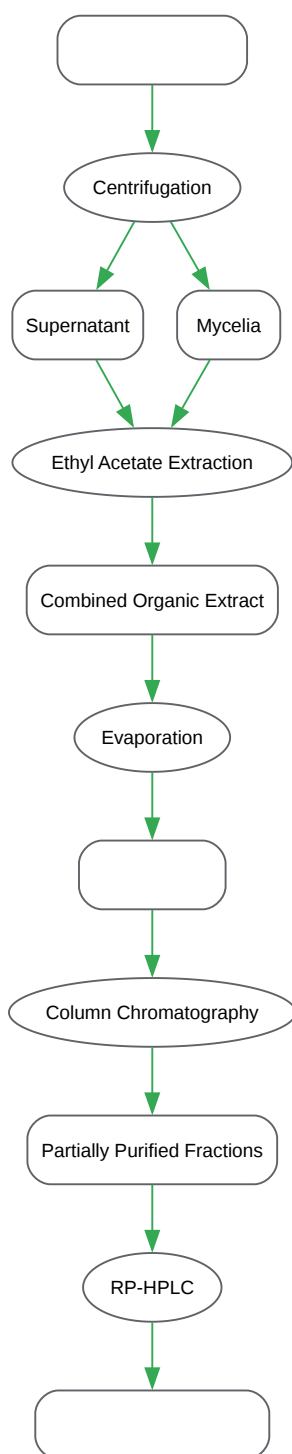 Centrifugation
Supernatant
Mycelia
Ethyl Acetate Extraction
Combined Organic Extract
Evaporation
Column Chromatography
Partially Purified Fractions
RP-HPLC